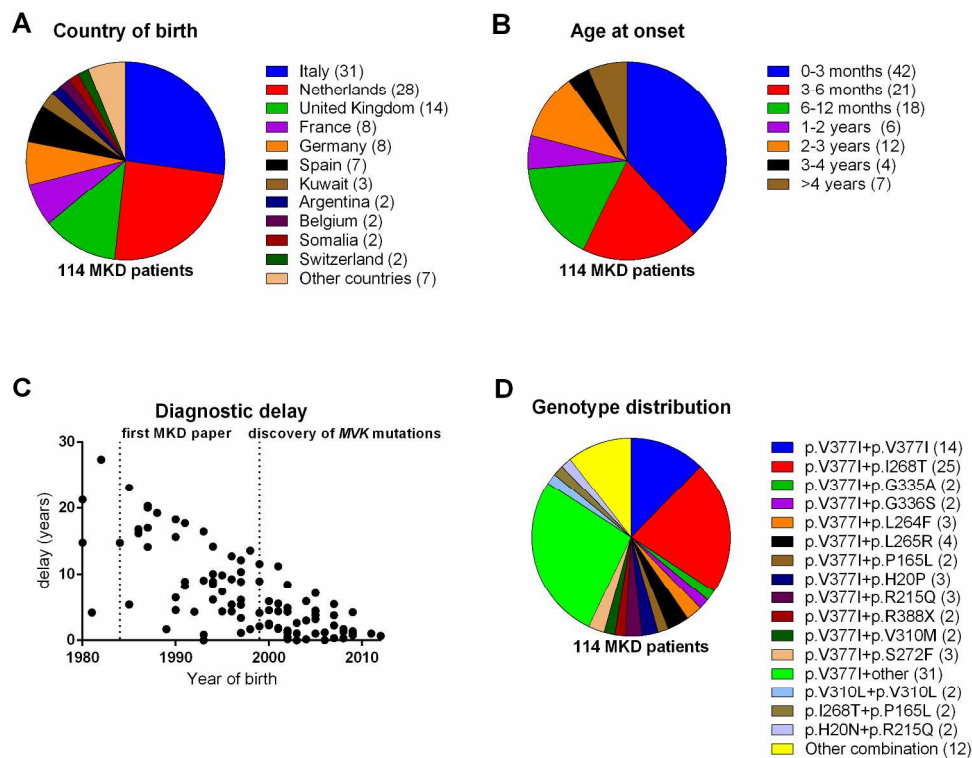 A
Country of birth
Italy (31)
Netherlands (28)
United Kingdom (14)
France (8)
Germany (8)
Spain (7)
Kuwait (3)
Argentina (2)
Belgium (2)
Somalia (2)
Switzerland (2)
Other countries (7)
114 MKD patients
B
Age at onset
0-3 months (42)
3-6 months (21)
6-12 months (18)
1-2 years (6)
2-3 years (12)
3-4 years (4)
>4 years (7)
114 MKD patients
C
Diagnostic delay
first MKD paper
discovery of MVK mutations
delay (years)
30
20
10
0
1980
1990
2000
2010
Year of birth
D
Genotype distribution
p.V377I+p.V377I (14)
p.V377I+p.I268T (25)
p.V377I+p.G335A (2)
p.V377I+p.G336S (2)
p.V377I+p.L264F (3)
p.V377I+p.L265R (4)
p.V377I+p.P165L (2)
p.V377I+p.H20P (3)
p.V377I+p.R215Q (3)
p.V377I+p.R388X (2)
p.V377I+p.V310M (2)
p.V377I+p.S272F (3)
p.V377I+other (31)
p.V310L+p.V310L (2)
p.I268T+p.P165L (2)
p.H20N+p.R215Q (2)
Other combination (12)
114 MKD patients